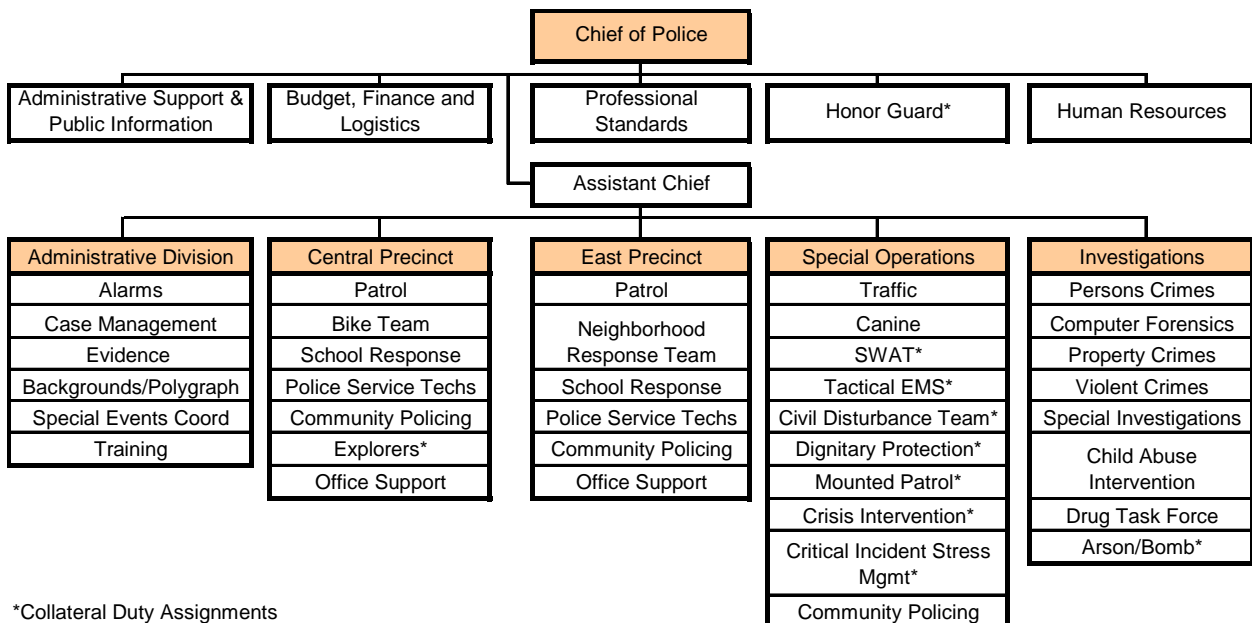 Chief of Police
Administrative Support &
Public Information
Budget, Finance and
Logistics
Professional
Standards
Honor Guard*
Human Resources
Assistant Chief
Administrative Division
Alarms
Case Management
Evidence
Backgrounds/Polygraph
Special Events Coord
Training
Central Precinct
Patrol
Bike Team
School Response
Police Service Techs
Community Policing
Explorers*
Office Support
East Precinct
Patrol
Neighborhood
Response Team
School Response
Police Service Techs
Community Policing
Office Support
Special Operations
Traffic
Canine
SWAT*
Tactical EMS*
Civil Disturbance Team*
Dignitary Protection*
Mounted Patrol*
Crisis Intervention*
Critical Incident Stress
Mgmt*
Community Policing
Investigations
Persons Crimes
Computer Forensics
Property Crimes
Violent Crimes
Special Investigations
Child Abuse
Intervention
Drug Task Force
Arson/Bomb*
*Collateral Duty Assignments